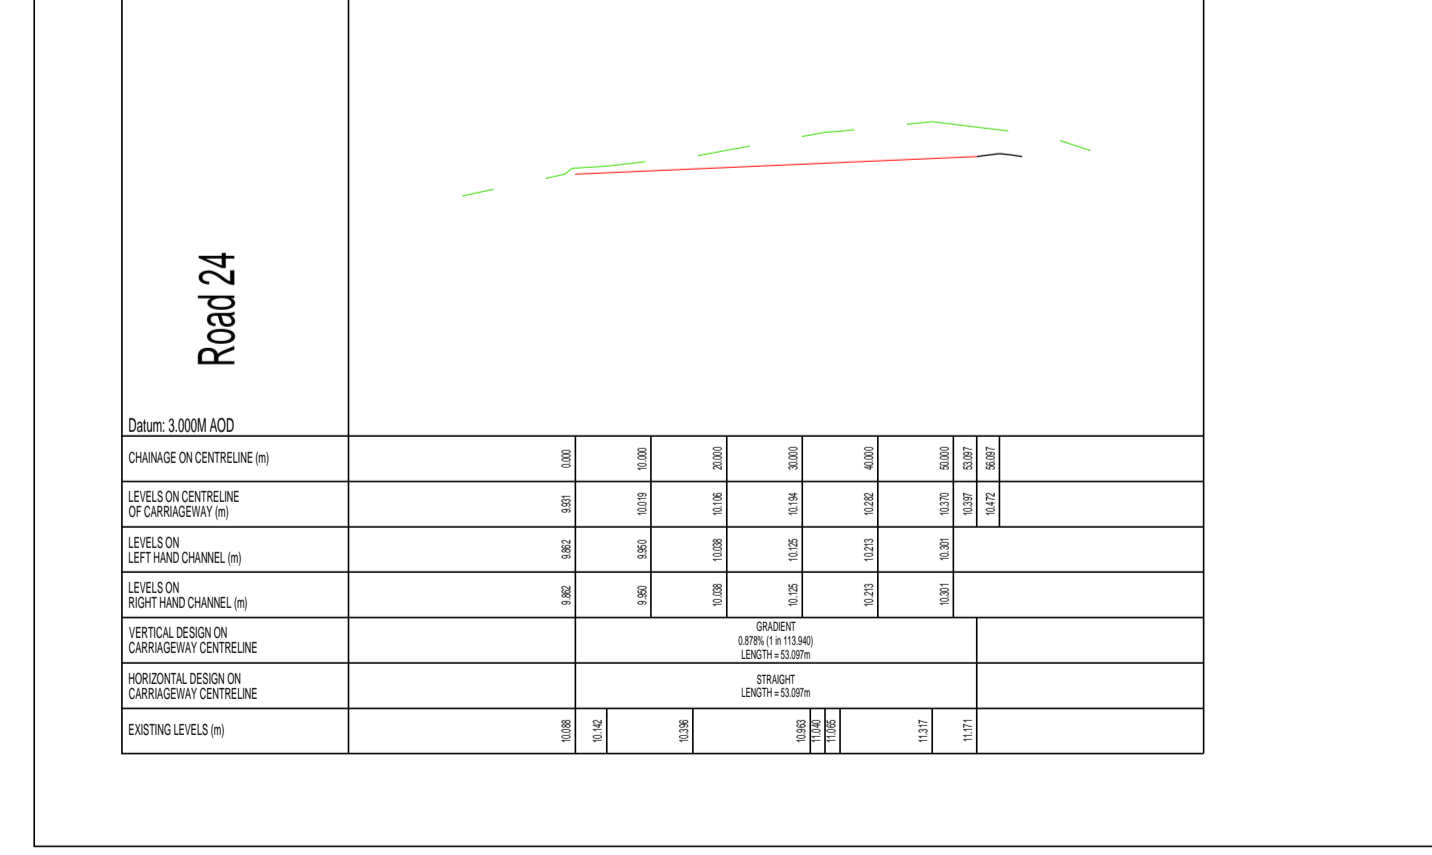 Road 24
Datum: 3.000M AOD
CHAINAGE ON CENTRELINE (m)
0.000 10.000 20.000 30.000 40.000 50.000 53.097 56.097
LEVELS ON CENTRELINE
OF CARRIAGEWAY (m)
9.931 10.019 10.106 10.194 10.282 10.370 10.397 10.472
LEVELS ON
LEFT HAND CHANNEL (m)
9.862 9.950 10.038 10.125 10.213 10.301
LEVELS ON
RIGHT HAND CHANNEL (m)
9.862 9.950 10.038 10.125 10.213 10.301
VERTICAL DESIGN ON
CARRIAGEWAY CENTRELINE
GRADIENT
0.878% (1 in 113.940)
LENGTH = 53.097m
HORIZONTAL DESIGN ON
CARRIAGEWAY CENTRELINE
STRAIGHT
LENGTH = 53.097m
EXISTING LEVELS (m)
10.088 10.142 10.396 10.963 11.040 11.065 11.317 11.171